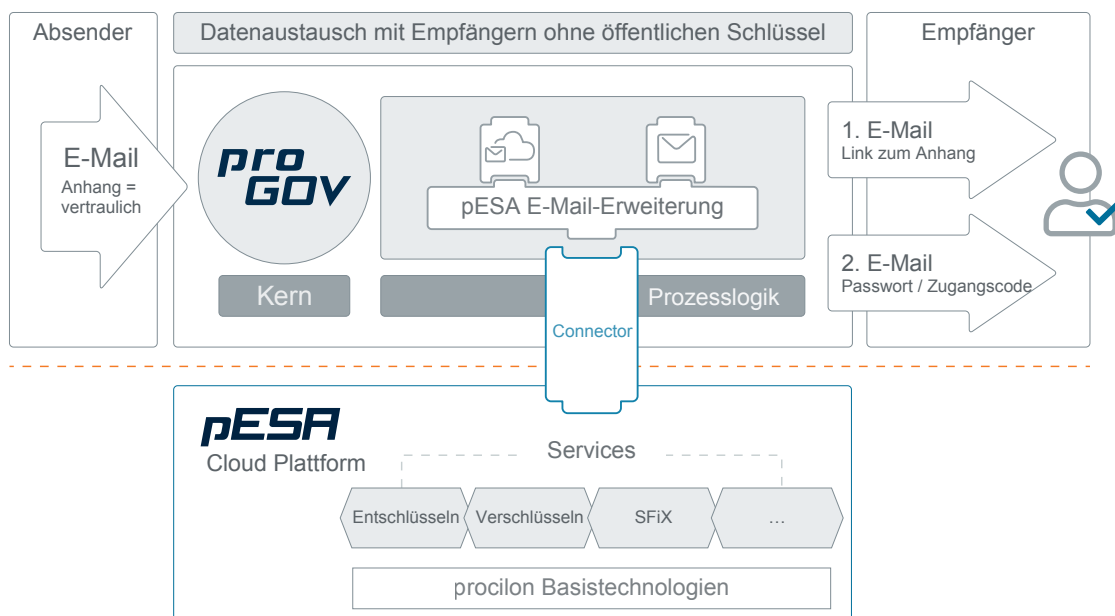 Absender
Datenaustausch mit Empfängern ohne öffentlichen Schlüssel
Empfänger
E-Mail
Anhang =
vertraulich
pro
GOV
pESA E-Mail-Erweiterung
1. E-Mail
Link zum Anhang
2. E-Mail
Passwort / Zugangscode
Kern
Prozesslogik
Connector
pESA
Cloud Plattform
Services
Entschlüsseln
Verschlüsseln
SFiX
...
procilon Basistechnologien